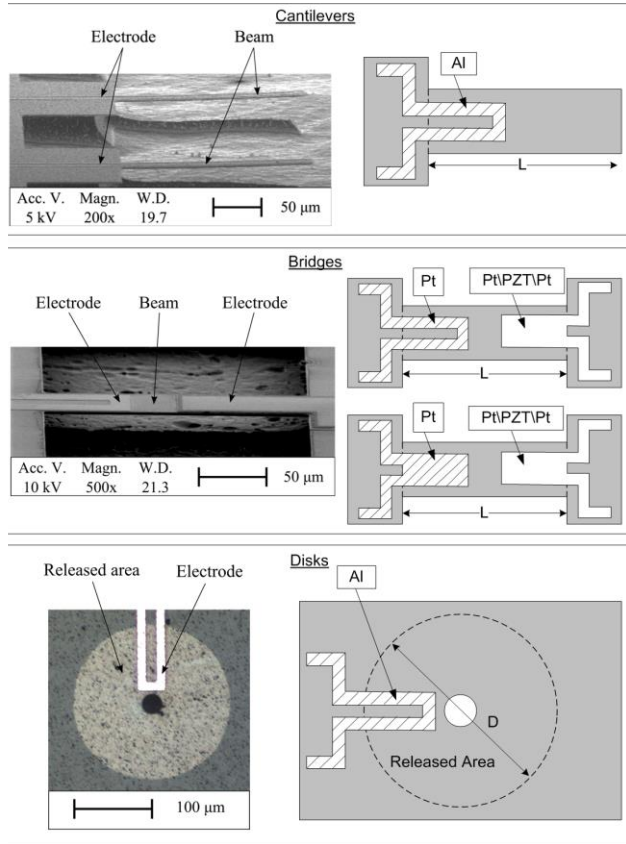 Cantilevers
Electrode Beam
Al
L
Acc. V. Magn. W.D.
5 kV 200x 19.7 50 μm
Bridges
Electrode Beam Electrode
Pt Pt\PZT\Pt
L
Pt Pt\PZT\Pt
Acc. V. Magn. W.D.
10 kV 500x 21.3 50 μm
L
Disks
Released area Electrode
Al
D
Released Area
100 μm